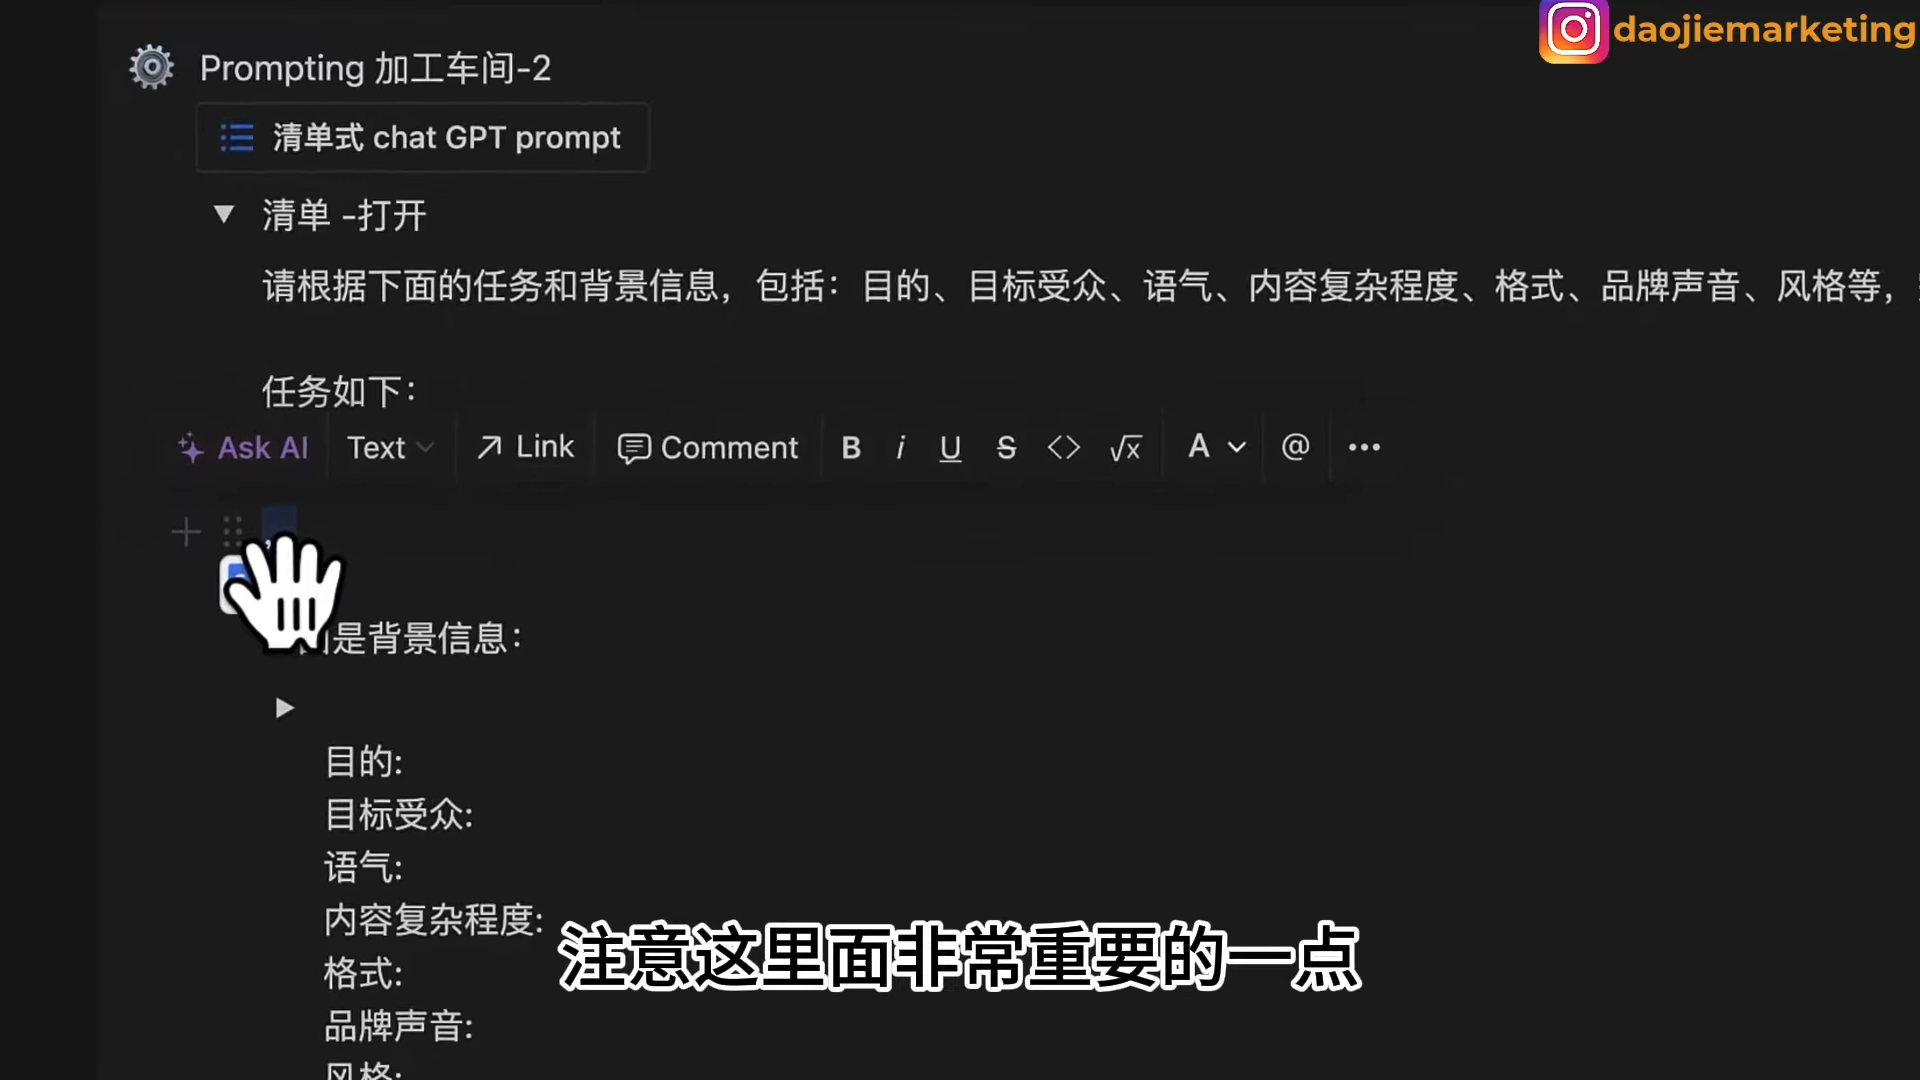 daojiemarketing
Prompting 加工车间-2
清单式 chat GPT prompt
清单 -打开
请根据下面的任务和背景信息，包括：目的、目标受众、语气、内容复杂程度、格式、品牌声音、风格等，
任务如下：
Ask AI Text Link Comment B i U S <> √x A @ •••
是背景信息：
目的:
目标受众:
语气:
内容复杂程度:
注意这里面非常重要的一点
格式:
品牌声音:
风格: